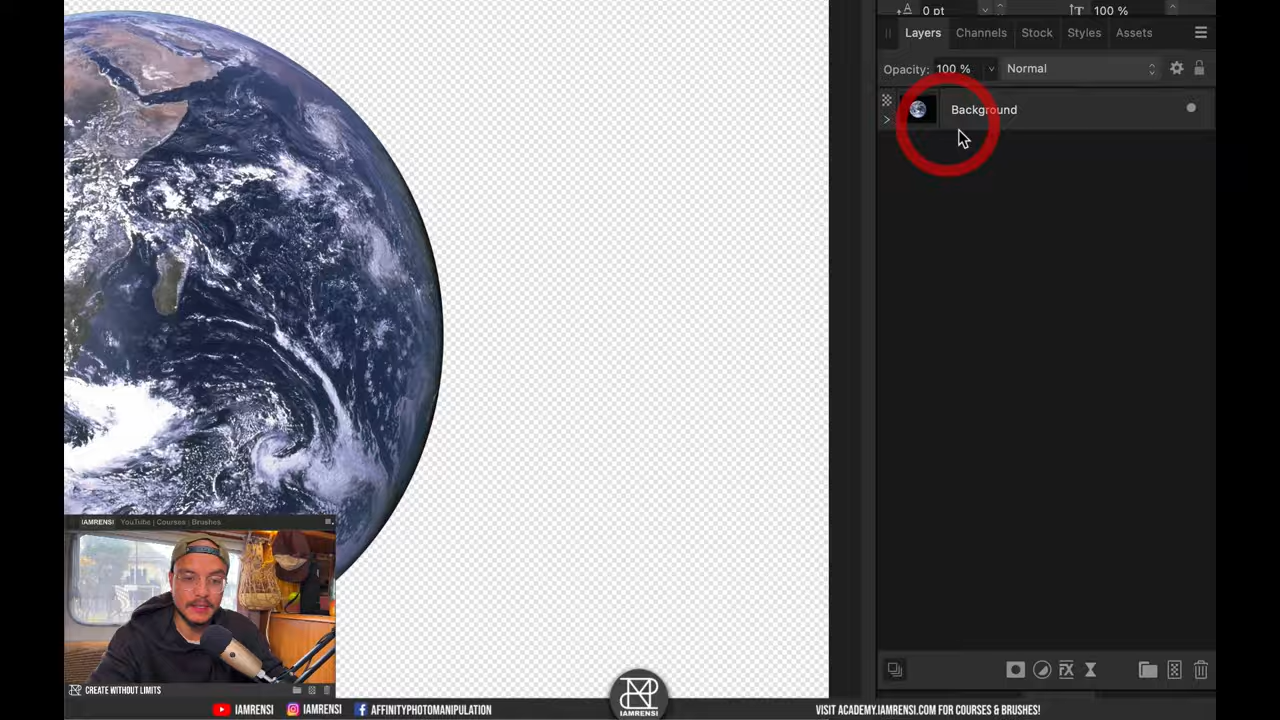 0 pt
100 %
Layers Channels Stock Styles Assets
Opacity: 100 % Normal
Background
IAMRENSI YouTube | Courses | Brushes
CREATE WITHOUT LIMITS
FX
IAMRENSI
IAMRENSI IAMRENSI AFFINITYPHOTOMANIPULATION
VISIT ACADEMY.IAMRENSI.COM FOR COURSES & BRUSHES!